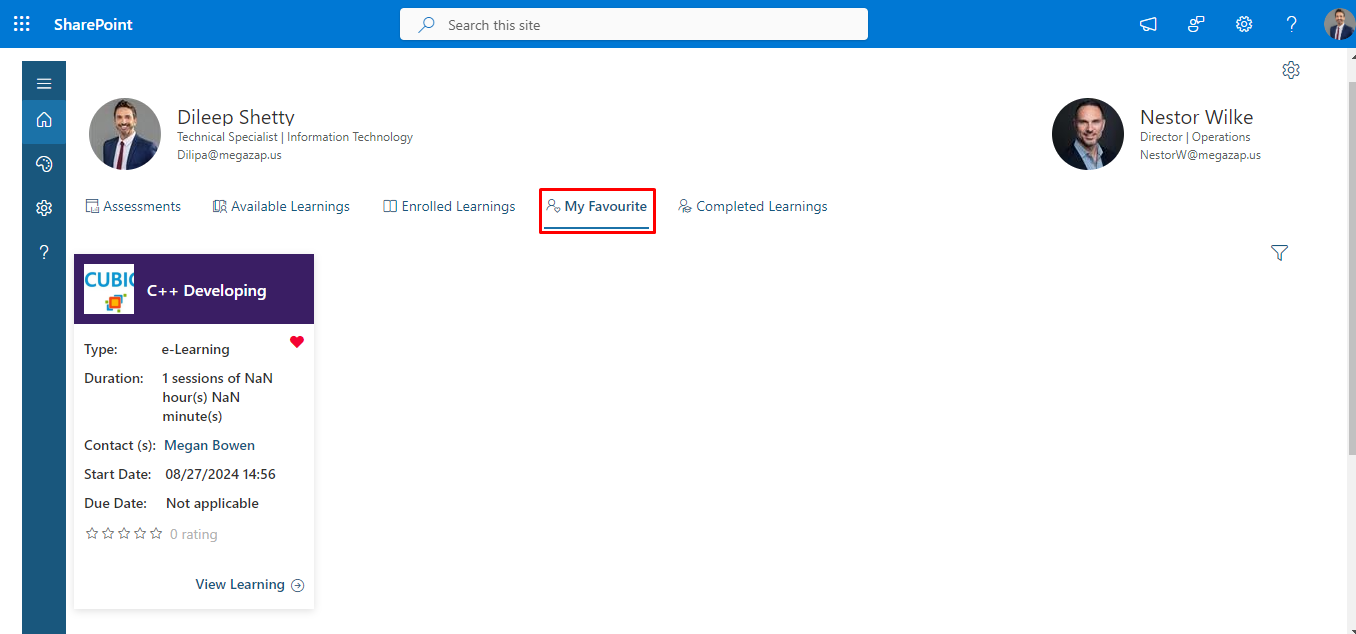 SharePoint
Search this site
Dileep Shetty
Technical Specialist | Information Technology
Dilipa@megazap.us
Nestor Wilke
Director | Operations
NestorW@megazap.us
Assessments
Available Learnings
Enrolled Learnings
My Favourite
Completed Learnings
CUBIC
C++ Developing
Type: e-Learning
Duration: 1 sessions of NaN
hour(s) NaN
minute(s)
Contact (s): Megan Bowen
Start Date: 08/27/2024 14:56
Due Date: Not applicable
0 rating
View Learning